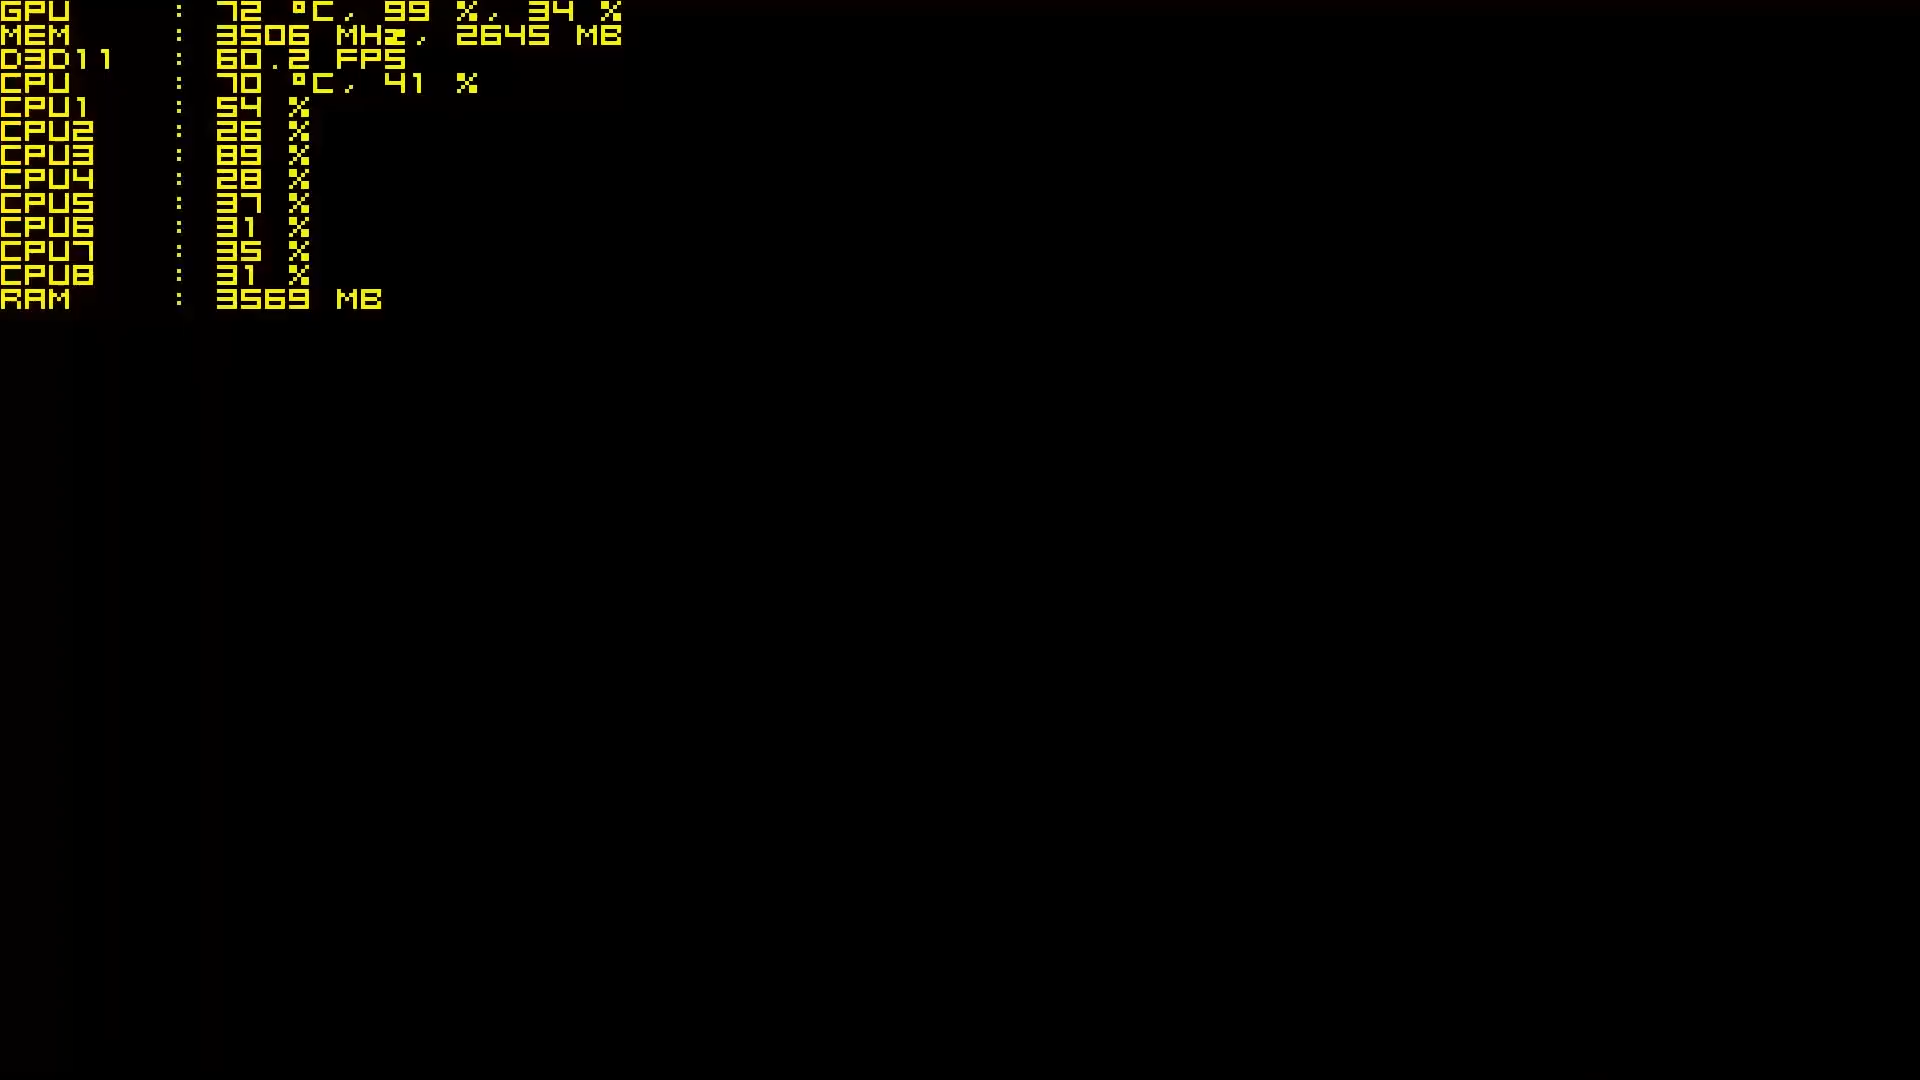 GPU : 72 °C, 99 %, 34 %
MEM : 3506 MHz, 2645 MB
D3D11 : 60.2 FPS
CPU : 70 °C, 41 %
CPU1 : 54 %
CPU2 : 26 %
CPU3 : 89 %
CPU4 : 28 %
CPU5 : 37 %
CPU6 : 31 %
CPU7 : 35 %
CPU8 : 31 %
RAM : 3569 MB